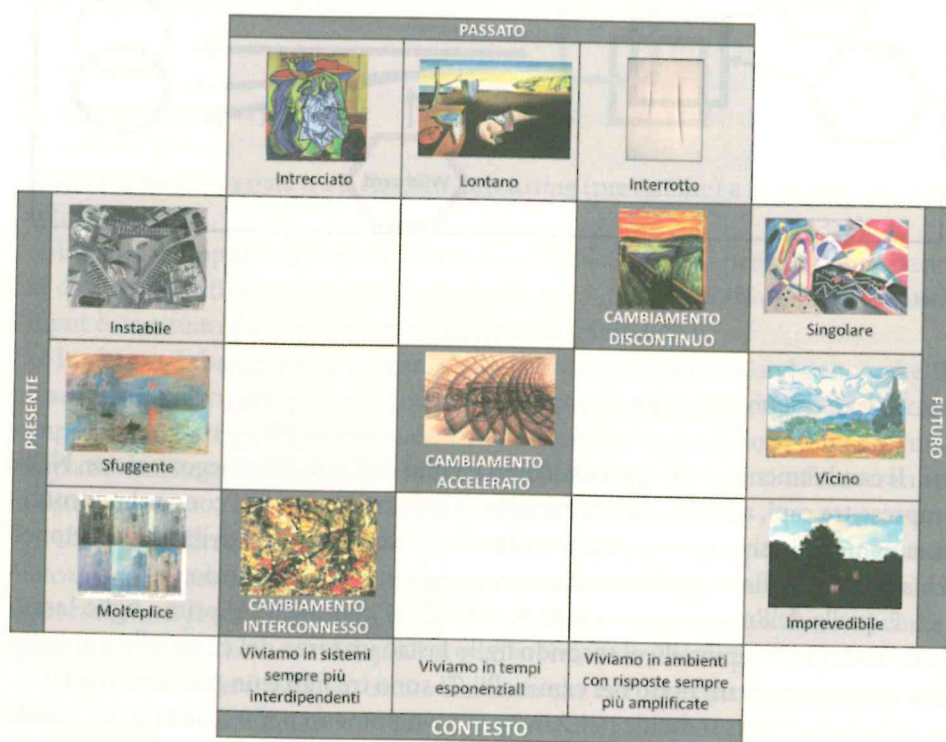 PASSATO
Intrecciato
Lontano
Interrotto
PRESENTE
Instabile
CAMBIAMENTO
DISCONTINUO
Singolare
FUTURO
Sfuggente
CAMBIAMENTO
ACCELERATO
Vicino
Molteplice
CAMBIAMENTO
INTERCONNESSO
Imprevedibile
Viviamo in sistemi
sempre più
interdipendenti
Viviamo in tempi
esponenziali
Viviamo in ambienti
con risposte sempre
più amplificate
CONTESTO